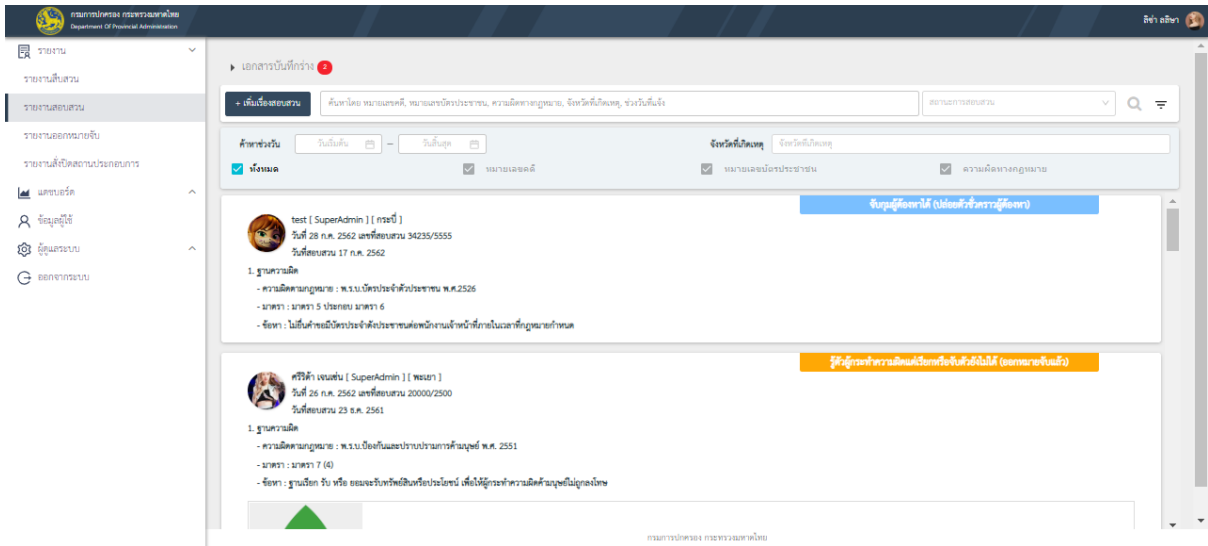 กรมการปกครอง กระทรวงมหาดไทย
Department Of Provincial Administration
ลิซ่า ลลิษา
รายงาน
รายงานสืบสวน
รายงานสอบสวน
รายงานออกหมายจับ
รายงานสั่งปิดสถานประกอบการ
แดชบอร์ด
ข้อมูลผู้ใช้
ผู้ดูแลระบบ
ออกจากระบบ
เอกสารบันทึกร่าง 2
+ เพิ่มเรื่องสอบสวน
ค้นหาโดย หมายเลขคดี, หมายเลขบัตรประชาชน, ความผิดทางกฎหมาย, จังหวัดที่เกิดเหตุ, ช่วงวันที่แจ้ง
สถานะการสอบสวน
ค้าหาช่วงวัน วันเริ่มต้น – วันสิ้นสุด จังหวัดที่เกิดเหตุ จังหวัดที่เกิดเหตุ
ทั้งหมด หมายเลขคดี หมายเลขบัตรประชาชน ความผิดทางกฎหมาย
จับกุมผู้ต้องหาได้ (ปล่อยตัวชั่วคราวผู้ต้องหา)
test [ SuperAdmin ] [ กระบี่ ]
วันที่ 28 ก.ค. 2562 เลขที่สอบสวน 34235/5555
วันที่สอบสวน 17 ก.ค. 2562
1. ฐานความผิด
- ความผิดตามกฎหมาย : พ.ร.บ.บัตรประจำตัวประชาชน พ.ศ.2526
- มาตรา : มาตรา 5 ประกอบ มาตรา 6
- ข้อหา : ไม่ยื่นคำขอมีบัตรประจำตัวประชาชนต่อพนักงานเจ้าหน้าที่ภายในเวลาที่กฎหมายกำหนด
รู้ตัวผู้กระทำความผิดแต่เรียกหรือจับตัวยังไม่ได้ (ออกหมายจับแล้ว)
ศรีริต้า เจนเซ่น [ SuperAdmin ] [ พะเยา ]
วันที่ 26 ก.ค. 2562 เลขที่สอบสวน 20000/2500
วันที่สอบสวน 23 ธ.ค. 2561
1. ฐานความผิด
- ความผิดตามกฎหมาย : พ.ร.บ.ป้องกันและปราบปรามการค้ามนุษย์ พ.ศ. 2551
- มาตรา : มาตรา 7 (4)
- ข้อหา : ฐานเรียก รับ หรือ ยอมจะรับทรัพย์สินหรือประโยชน์ เพื่อให้ผู้กระทำความผิดค้ามนุษย์ไม่ถูกลงโทษ
กรมการปกครอง กระทรวงมหาดไทย